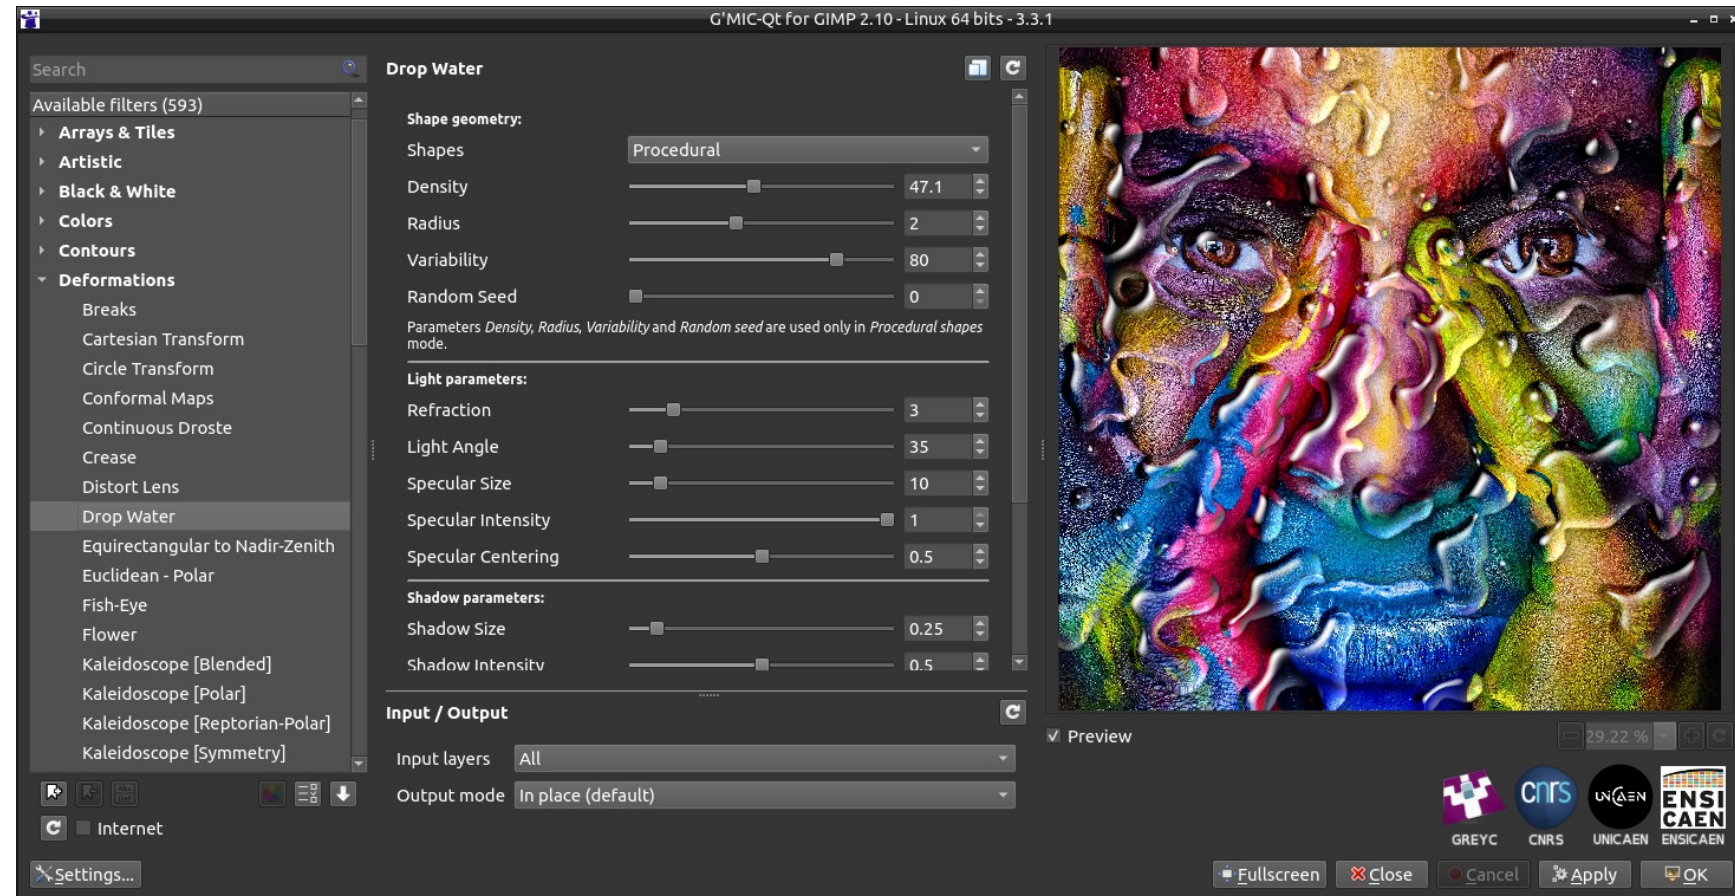 G'MIC-Qt for GIMP 2.10 - Linux 64 bits - 3.3.1
Search
Available filters (593)
Arrays & Tiles
Artistic
Black & White
Colors
Contours
Deformations
Breaks
Cartesian Transform
Circle Transform
Conformal Maps
Continuous Droste
Crease
Distort Lens
Drop Water
Equirectangular to Nadir-Zenith
Euclidean - Polar
Fish-Eye
Flower
Kaleidoscope [Blended]
Kaleidoscope [Polar]
Kaleidoscope [Reptorian-Polar]
Kaleidoscope [Symmetry]
Internet
Settings...
Drop Water
Shape geometry:
Shapes Procedural
Density 47.1
Radius 2
Variability 80
Random Seed 0
Parameters Density, Radius, Variability and Random seed are used only in Procedural shapes
mode.
Light parameters:
Refraction 3
Light Angle 35
Specular Size 10
Specular Intensity 1
Specular Centering 0.5
Shadow parameters:
Shadow Size 0.25
Shadow Intensity 0.5
Input / Output
Input layers All
Output mode In place (default)
Preview
29.22 %
cnrs UNICAEN ENSI
CAEN
GREYC CNRS UNICAEN ENSICAEN
Fullscreen Close Cancel Apply OK